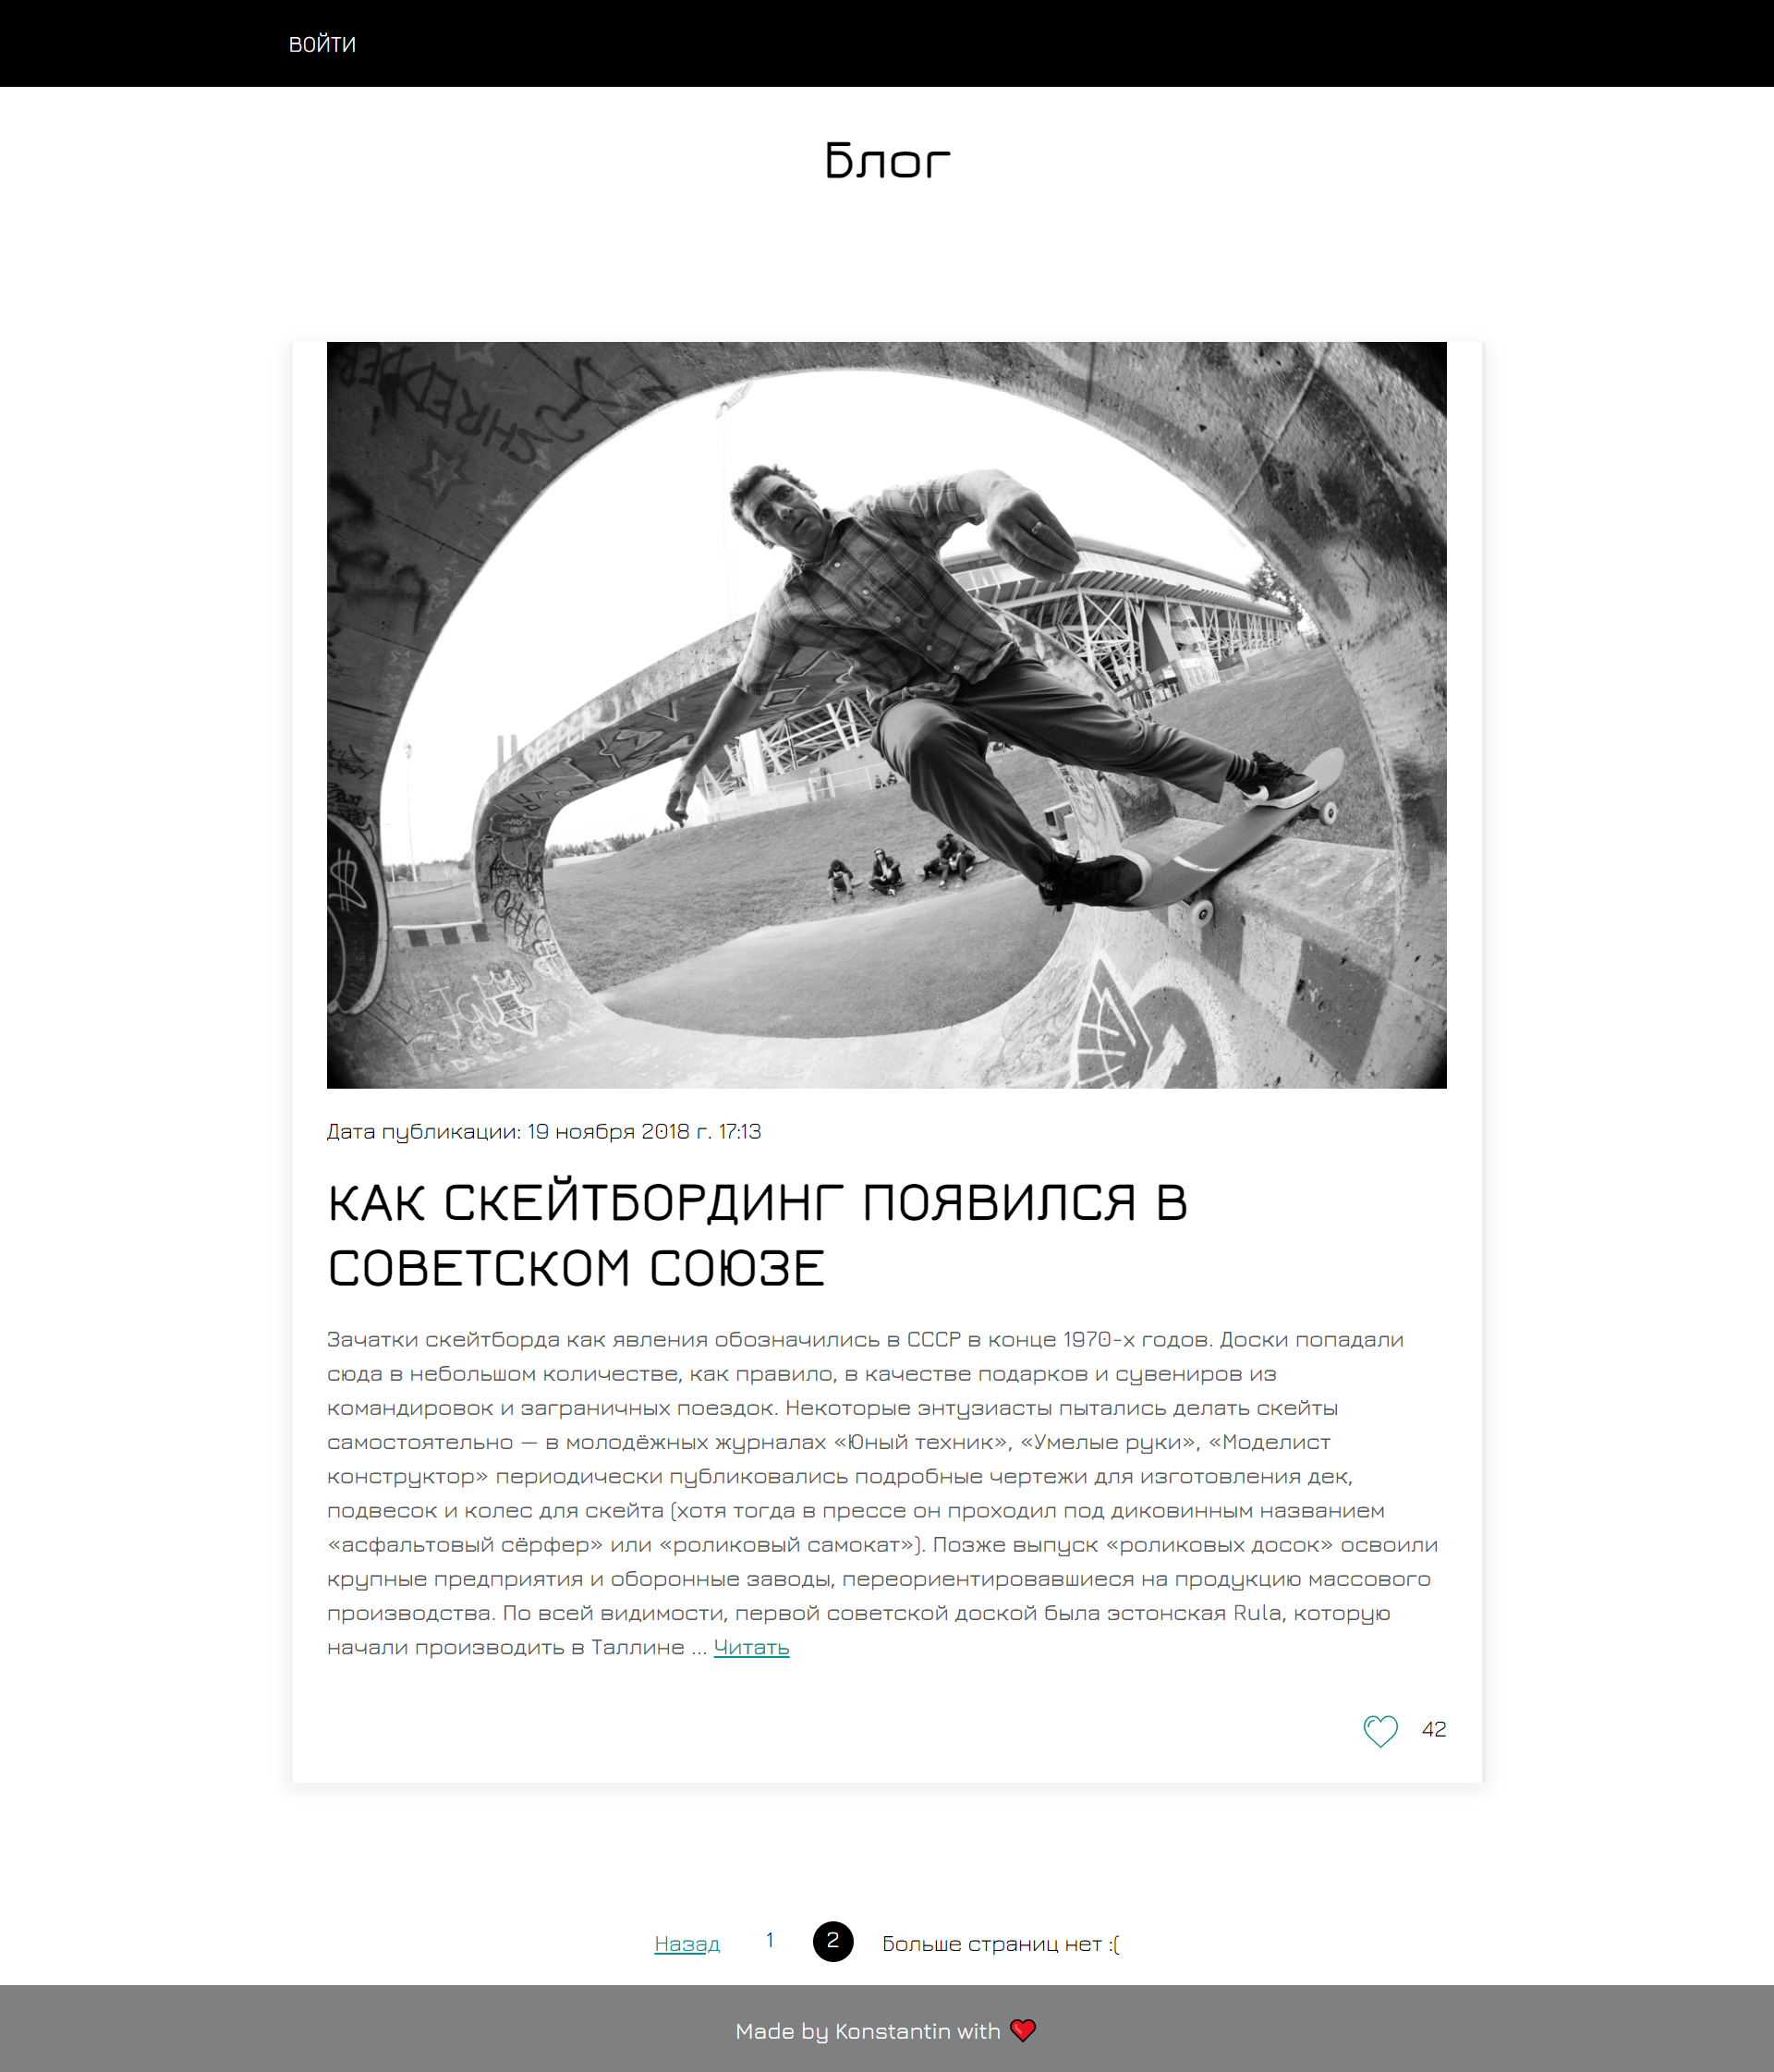 ВОЙТИ
Блог
SHRED
Дата публикации: 19 ноября 2018 г. 17:13
КАК СКЕЙТБОРДИНГ ПОЯВИЛСЯ В
СОВЕТСКОМ СОЮЗЕ
Зачатки скейтборда как явления обозначились в СССР в конце 1970-х годов. Доски попадали
сюда в небольшом количестве, как правило, в качестве подарков и сувениров из
командировок и заграничных поездок. Некоторые энтузиасты пытались делать скейты
самостоятельно — в молодёжных журналах «Юный техник», «Умелые руки», «Моделист
конструктор» периодически публиковались подробные чертежи для изготовления дек,
подвесок и колес для скейта (хотя тогда в прессе он проходил под диковинным названием
«асфальтовый сёрфер» или «роликовый самокат»). Позже выпуск «роликовых досок» освоили
крупные предприятия и оборонные заводы, переориентировавшиеся на продукцию массового
производства. По всей видимости, первой советской доской была эстонская Rula, которую
начали производить в Таллине ... Читать
42
Назад 1 2 Больше страниц нет :(
Made by Konstantin with ❤️